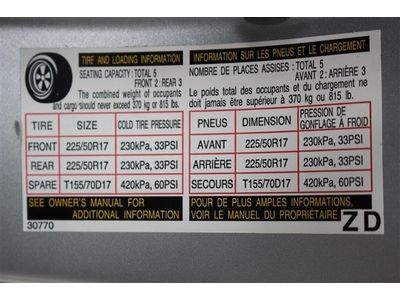 TIRE AND LOADING INFORMATION
SEATING CAPACITY: TOTAL 5
FRONT 2: REAR 3
The combined weight of occupants
and cargo should never exceed 370 kg or 815 lbs.
TIRE SIZE COLD TIRE PRESSURE
FRONT 225/50R17 230kPa, 33PSI
REAR 225/50R17 230kPa, 33PSI
SPARE T155/70D17 420kPa, 60PSI
SEE OWNER'S MANUAL FOR
ADDITIONAL INFORMATION
30770
INFORMATION SUR LES PNEUS ET LE CHARGEMENT
NOMBRE DE PLACES ASSISES : TOTAL 5
AVANT 2 : ARRIÈRE 3
Le poids total des occupants et du chargement ne
doit jamais être supérieur à 370 kg ou 815 lb.
PNEUS DIMENSION PRESSION DE
GONFLAGE À FROID
AVANT 225/50R17 230kPa, 33PSI
ARRIÈRE 225/50R17 230kPa, 33PSI
SECOURS T155/70D17 420kPa, 60PSI
POUR DE PLUS AMPLES INFORMATIONS,
VOIR LE MANUEL DU PROPRIÉTAIRE
ZD